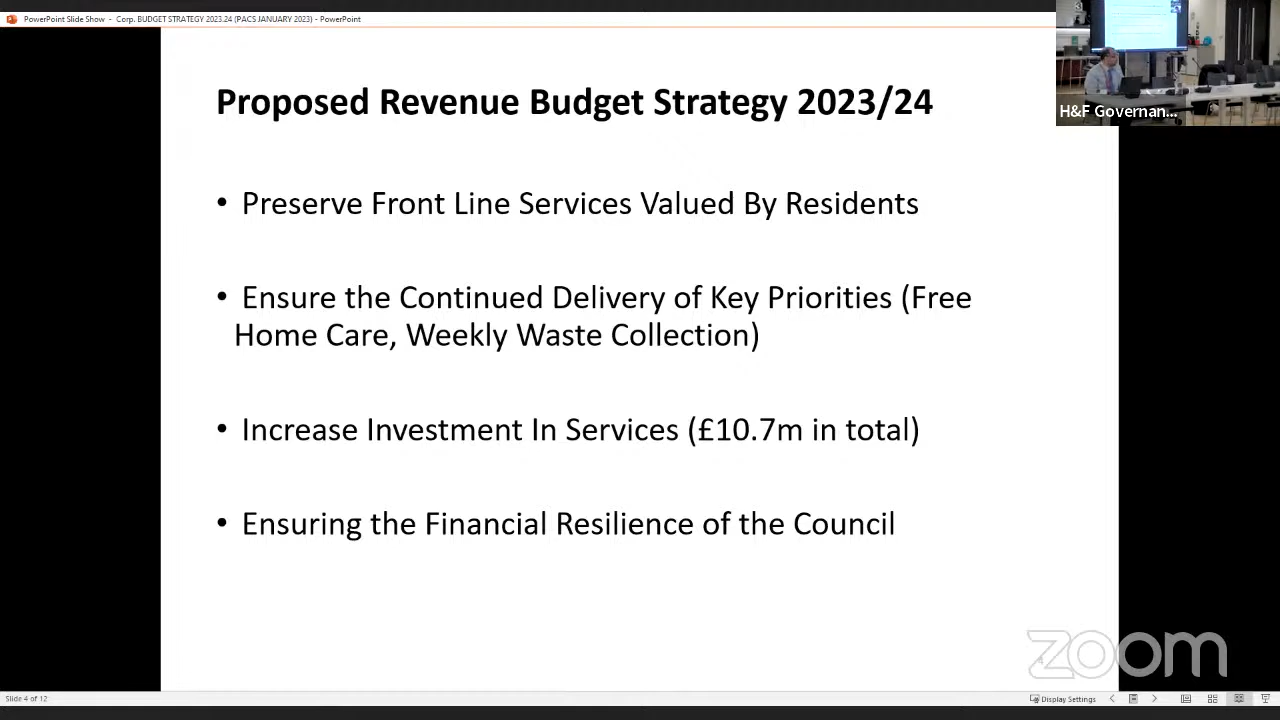 PowerPoint Slide Show - Corp. BUDGET STRATEGY 2023.24 (PACS JANUARY 2023) - PowerPoint
H&F Governan...
Proposed Revenue Budget Strategy 2023/24
• Preserve Front Line Services Valued By Residents
• Ensure the Continued Delivery of Key Priorities (Free
Home Care, Weekly Waste Collection)
• Increase Investment In Services (£10.7m in total)
• Ensuring the Financial Resilience of the Council
4
zoom
Slide 4 of 12
Display Settings